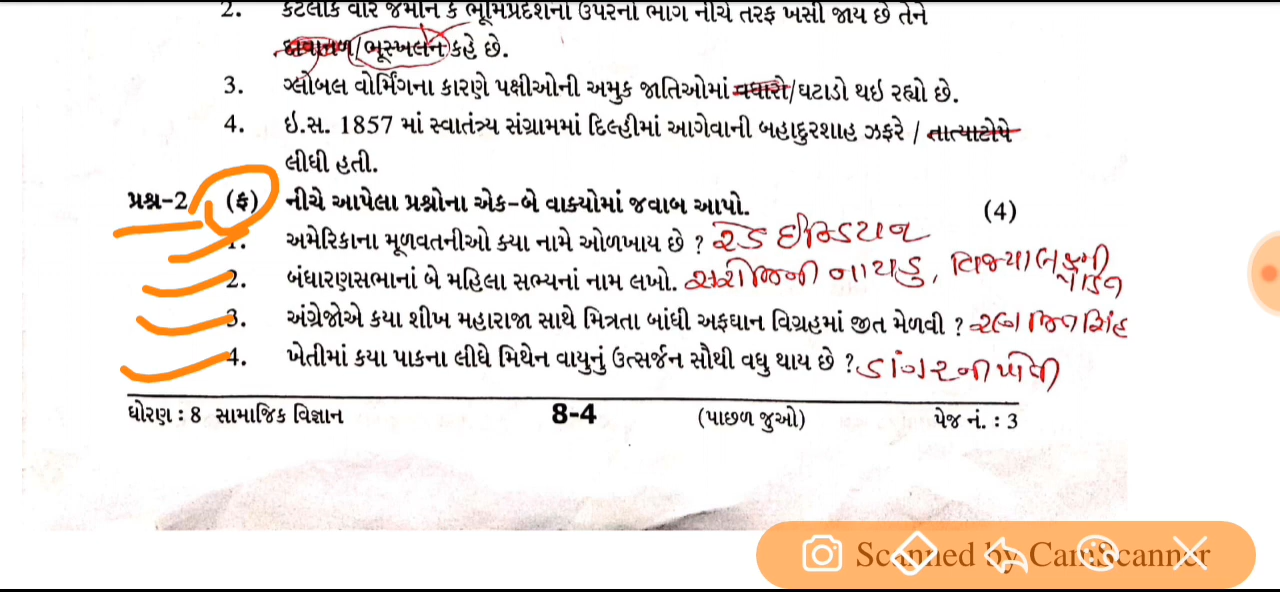 2. કેટલીક વાર જમીન કે ભૂમિપ્રદેશનો ઉપરનો ભાગ નીચે તરફ ખસી જાય છે તેને
દાવાનળ/ભૂસ્ખલન કહે છે.
3. ગ્લોબલ વોર્મિંગના કારણે પક્ષીઓની અમુક જાતિઓમાં વધારો/ઘટાડો થઇ રહ્યો છે.
4. ઇ.સ. 1857 માં સ્વાતંત્ર્ય સંગ્રામમાં દિલ્હીમાં આગેવાની બહાદુરશાહ ઝફરે / તાત્યાટોપે
લીધી હતી.
પ્રશ્ન-2 (ફ) નીચે આપેલા પ્રશ્નોના એક-બે વાક્યોમાં જવાબ આપો. (4)
1. અમેરિકાના મૂળવતનીઓ ક્યા નામે ઓળખાય છે ? રેડ ઈન્ડિયન
2. બંધારણસભાનાં બે મહિલા સભ્યનાં નામ લખો. સરોજિની નાયડુ, વિજયાલક્ષ્મી પંડિત
3. અંગ્રેજોએ કયા શીખ મહારાજા સાથે મિત્રતા બાંધી અફઘાન વિગ્રહમાં જીત મેળવી ? રણજિતસિંહ
4. ખેતીમાં કયા પાકના લીધે મિથેન વાયુનું ઉત્સર્જન સૌથી વધુ થાય છે ? ડાંગરની ખેતી
ધોરણ : 8 સામાજિક વિજ્ઞાન 8-4 (પાછળ જુઓ) પેજ નં. : 3
Scanned by CamScanner